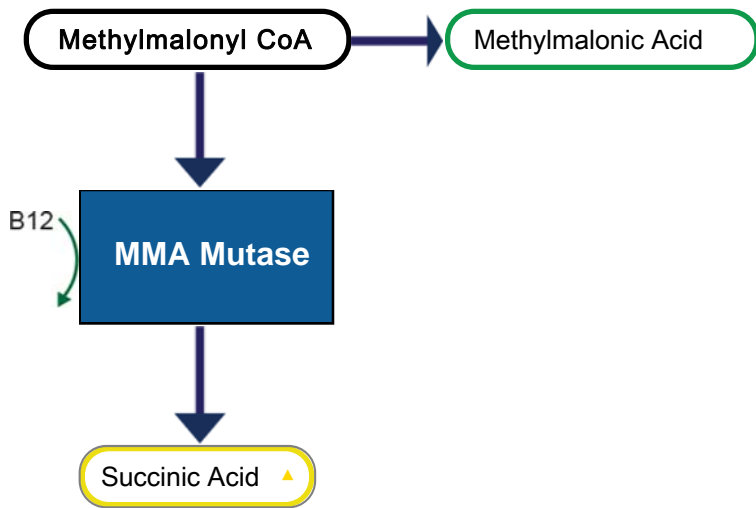 Methylmalonyl CoA
Methylmalonic Acid
B12
MMA Mutase
Succinic Acid